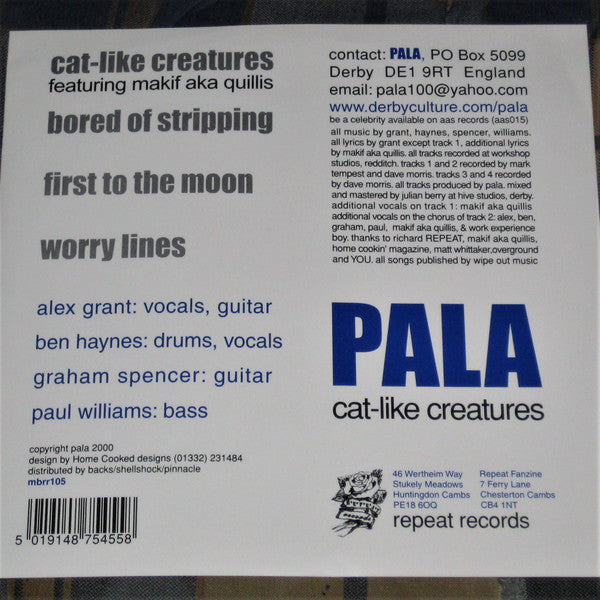 cat-like creatures
featuring makif aka quillis
bored of stripping
first to the moon
worry lines
alex grant: vocals, guitar
ben haynes: drums, vocals
graham spencer: guitar
paul williams: bass
copyright pala 2000
design by Home Cooked designs (01332) 231484
distributed by backs/shellshock/pinnacle
mbrr105
5 019148 754558
contact: PALA, PO Box 5099
Derby DE1 9RT England
email: pala100@yahoo.com
www.derbyculture.com/pala
be a celebrity available on aas records (aas015)
all music by grant, haynes, spencer, williams.
all lyrics by grant except track 1, additional lyrics
by makif aka quillis. all tracks recorded at workshop
studios, redditch. tracks 1 and 2 recorded by mark
tempest and dave morris. tracks 3 and 4 recorded
by dave morris. all tracks produced by pala. mixed
and mastered by julian berry at hive studios, derby.
additional vocals on track 1: makif aka quillis
additional vocals on the chorus of track 2: alex, ben,
graham, paul, makif aka quillis, & work experience
boy. thanks to richard REPEAT, makif aka quillis,
home cookin' magazine, matt whittaker,overground
and YOU. all songs published by wipe out music
PALA
cat-like creatures
46 Wertheim Way
Stukely Meadows
Huntingdon Cambs
PE18 6OQ
Repeat Fanzine
7 Ferry Lane
Chesterton Cambs
CB4 1NT
repeat records